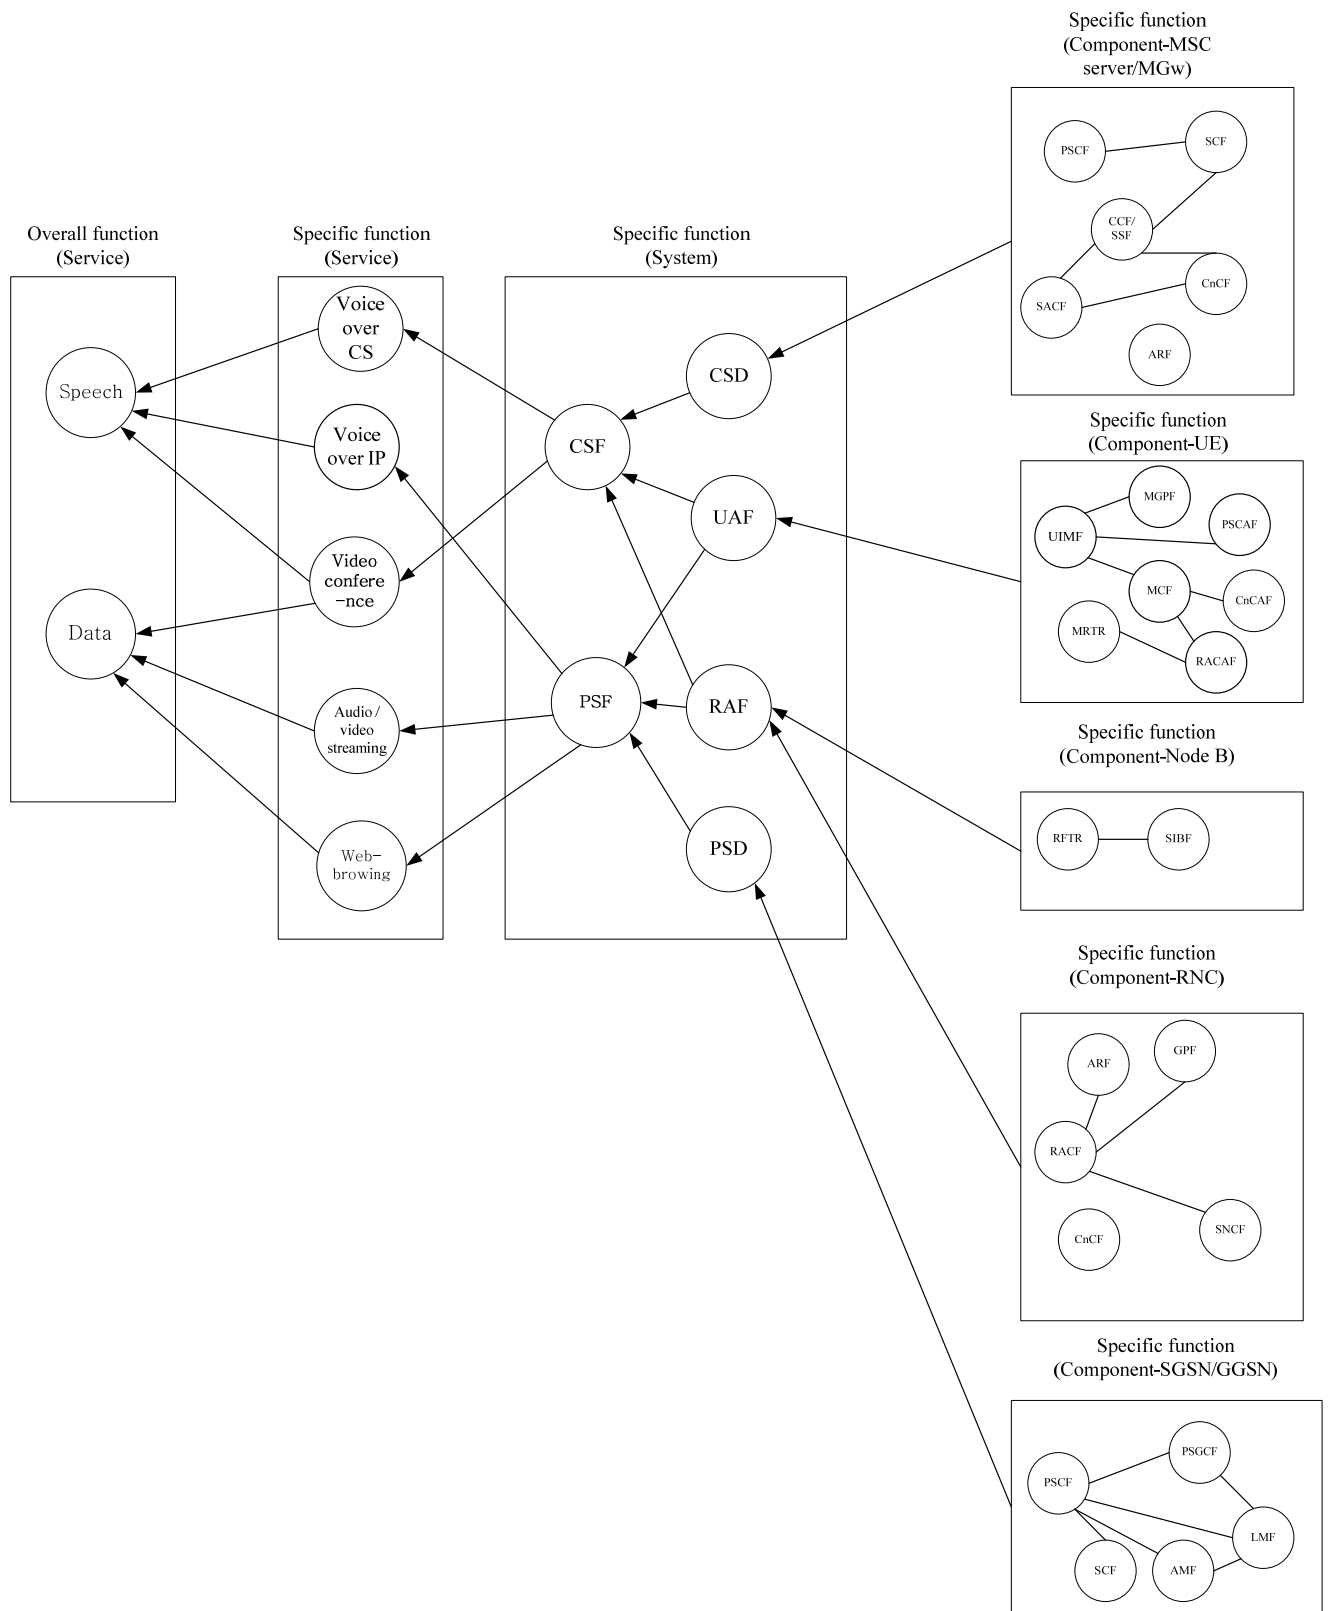 Overall function
(Service)
Speech
Data
Specific function
(Service)
Voice
over
CS
Voice
over IP
Video
confere
-nce
Audio /
video
streaming
Web-
browing
Specific function
(System)
CSF
PSF
CSD
UAF
RAF
PSD
Specific function
(Component-MSC
server/MGw)
PSCF
SCF
CCF/
SSF
SACF
CnCF
ARF
Specific function
(Component-UE)
MGPF
PSCAF
UIMF
MCF
CnCAF
MRTR
RACAF
Specific function
(Component-Node B)
RFTR
SIBF
Specific function
(Component-RNC)
ARF
GPF
RACF
SNCF
CnCF
Specific function
(Component-SGSN/GGSN)
PSGCF
PSCF
LMF
SCF
AMF